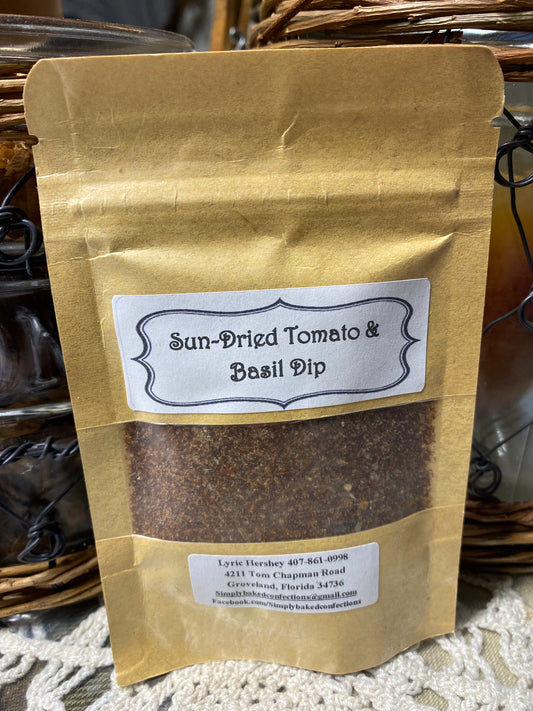 Sun-Dried Tomato &
Basil Dip
Lyric Hershey 407-861-0998
4211 Tom Chapman Road
Groveland, Florida 34736
Simplybakedconfections@gmail.com
Facebook.com/Simplybakedconfections